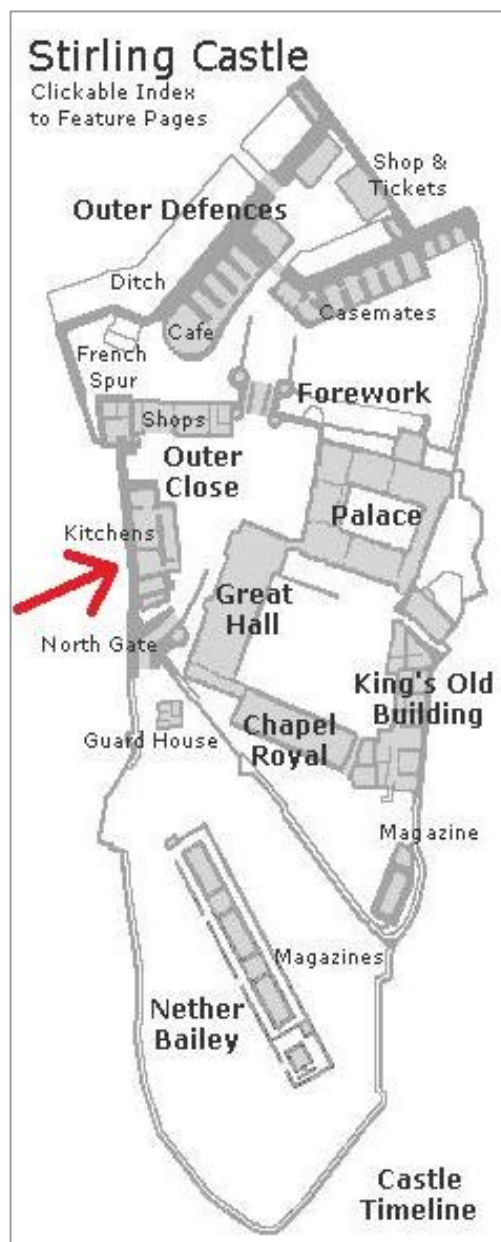 Stirling Castle
Clickable Index
to Feature Pages
Shop &
Tickets
Outer Defences
Ditch
Casemates
Cafe
French
Spur
Forework
Shops
Outer
Close
Palace
Kitchens
Great
Hall
North Gate
King's Old
Building
Chapel
Royal
Guard House
Magazine
Magazines
Nether
Bailey
Castle
Timeline